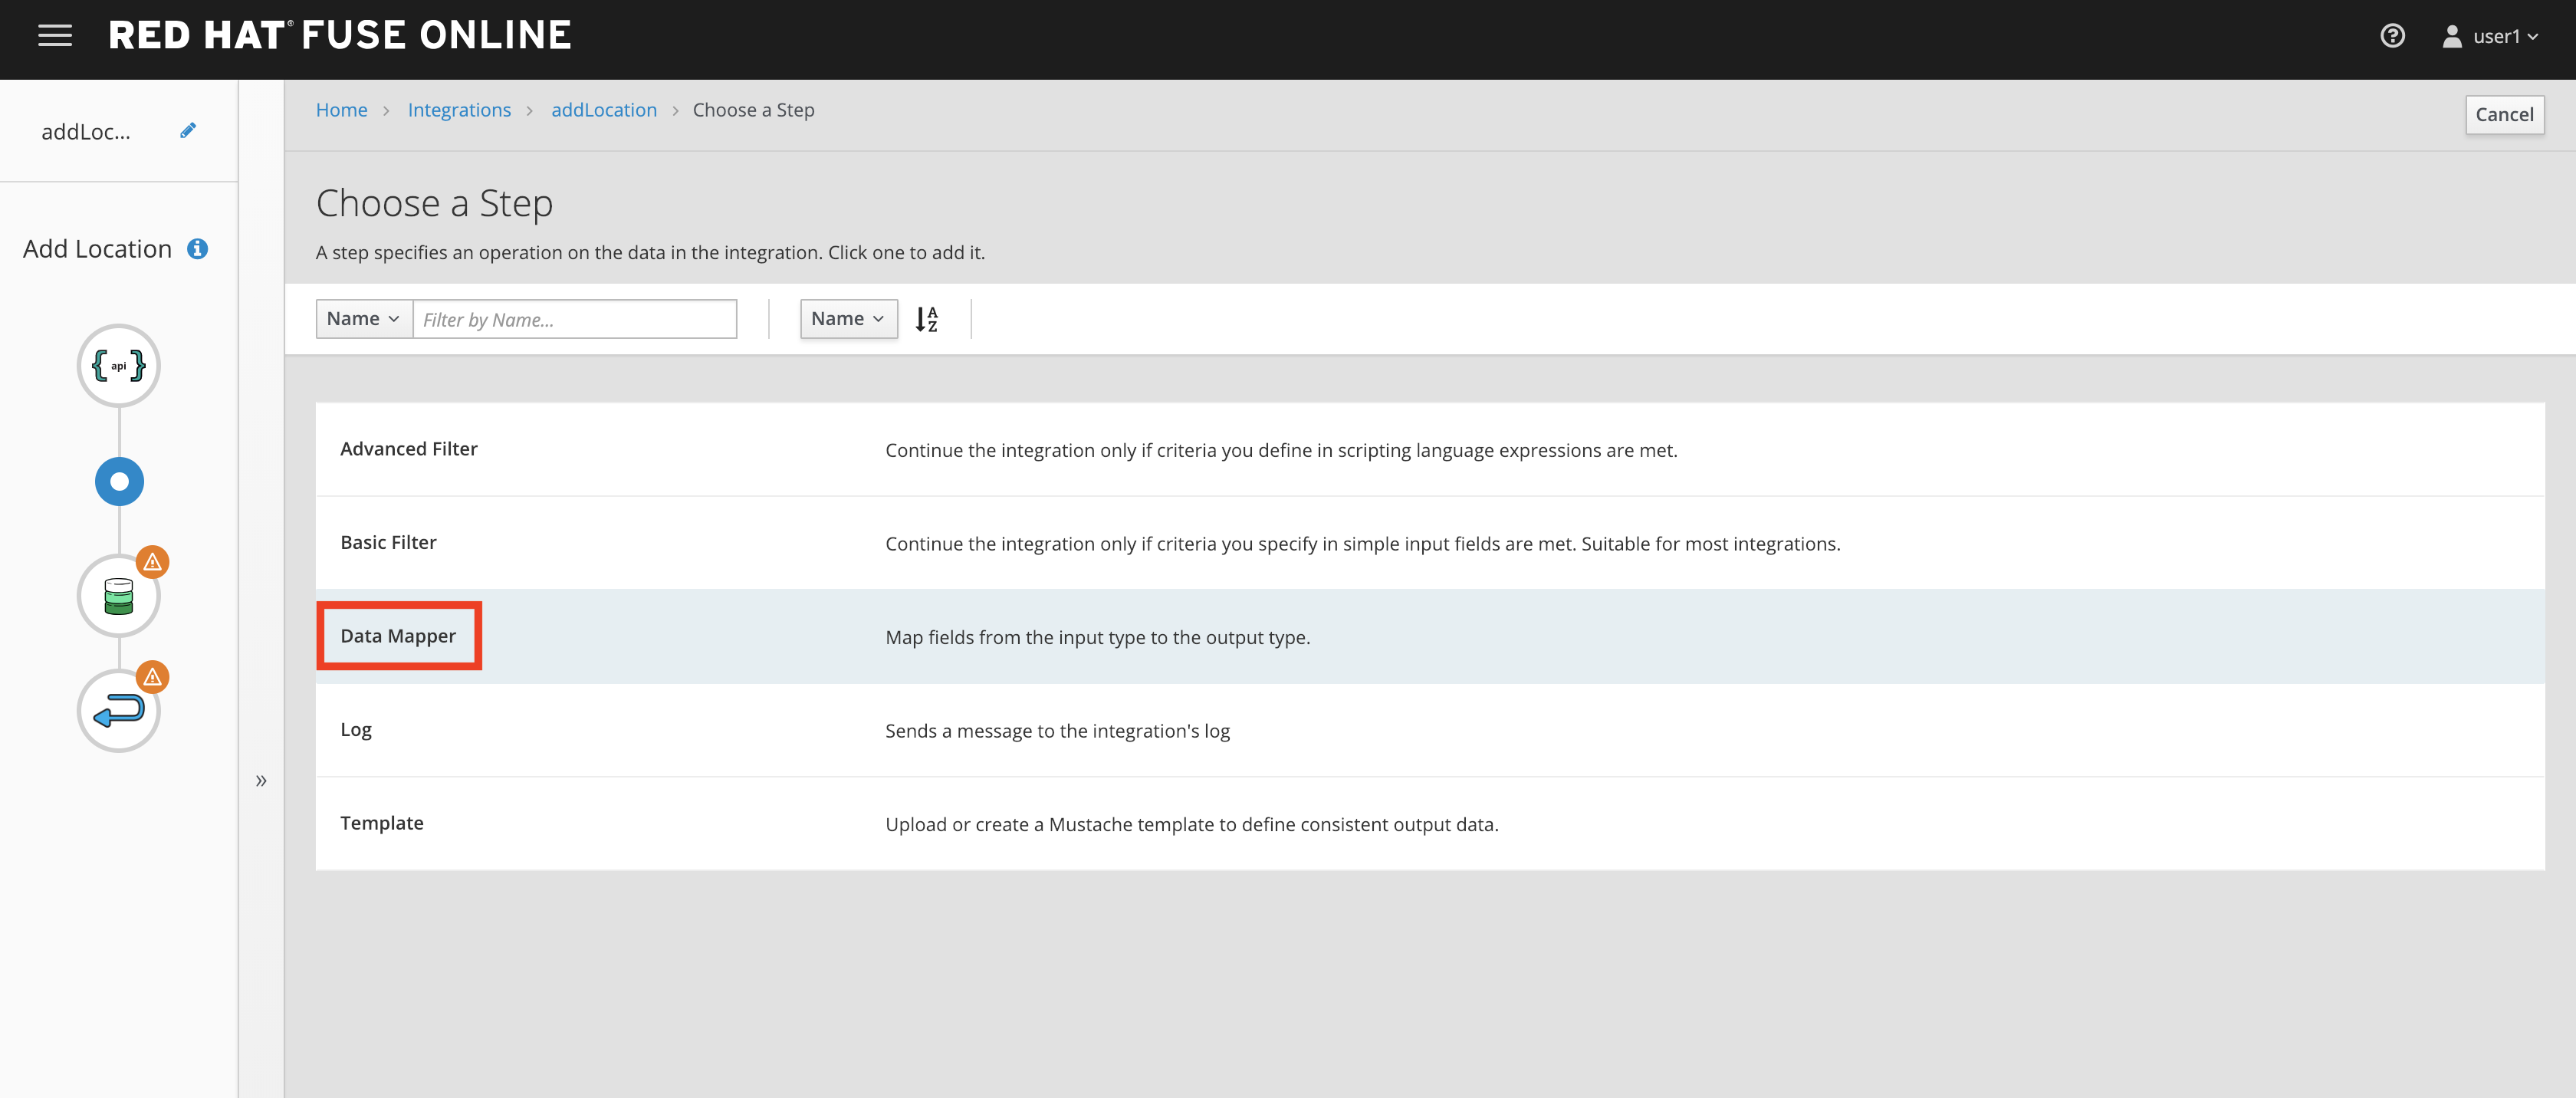 RED HAT® FUSE ONLINE
user1
addLoc...
Home > Integrations > addLocation > Choose a Step
Cancel
Add Location
api
Choose a Step
A step specifies an operation on the data in the integration. Click one to add it.
Name Filter by Name... Name A Z
Advanced Filter Continue the integration only if criteria you define in scripting language expressions are met.
Basic Filter Continue the integration only if criteria you specify in simple input fields are met. Suitable for most integrations.
Data Mapper Map fields from the input type to the output type.
Log Sends a message to the integration's log
Template Upload or create a Mustache template to define consistent output data.
»